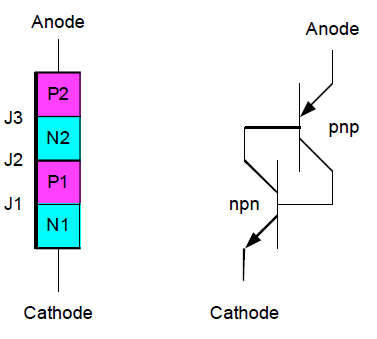 Anode
P2
J3
N2
J2
P1
J1
N1
Cathode
Anode
pnp
npn
Cathode